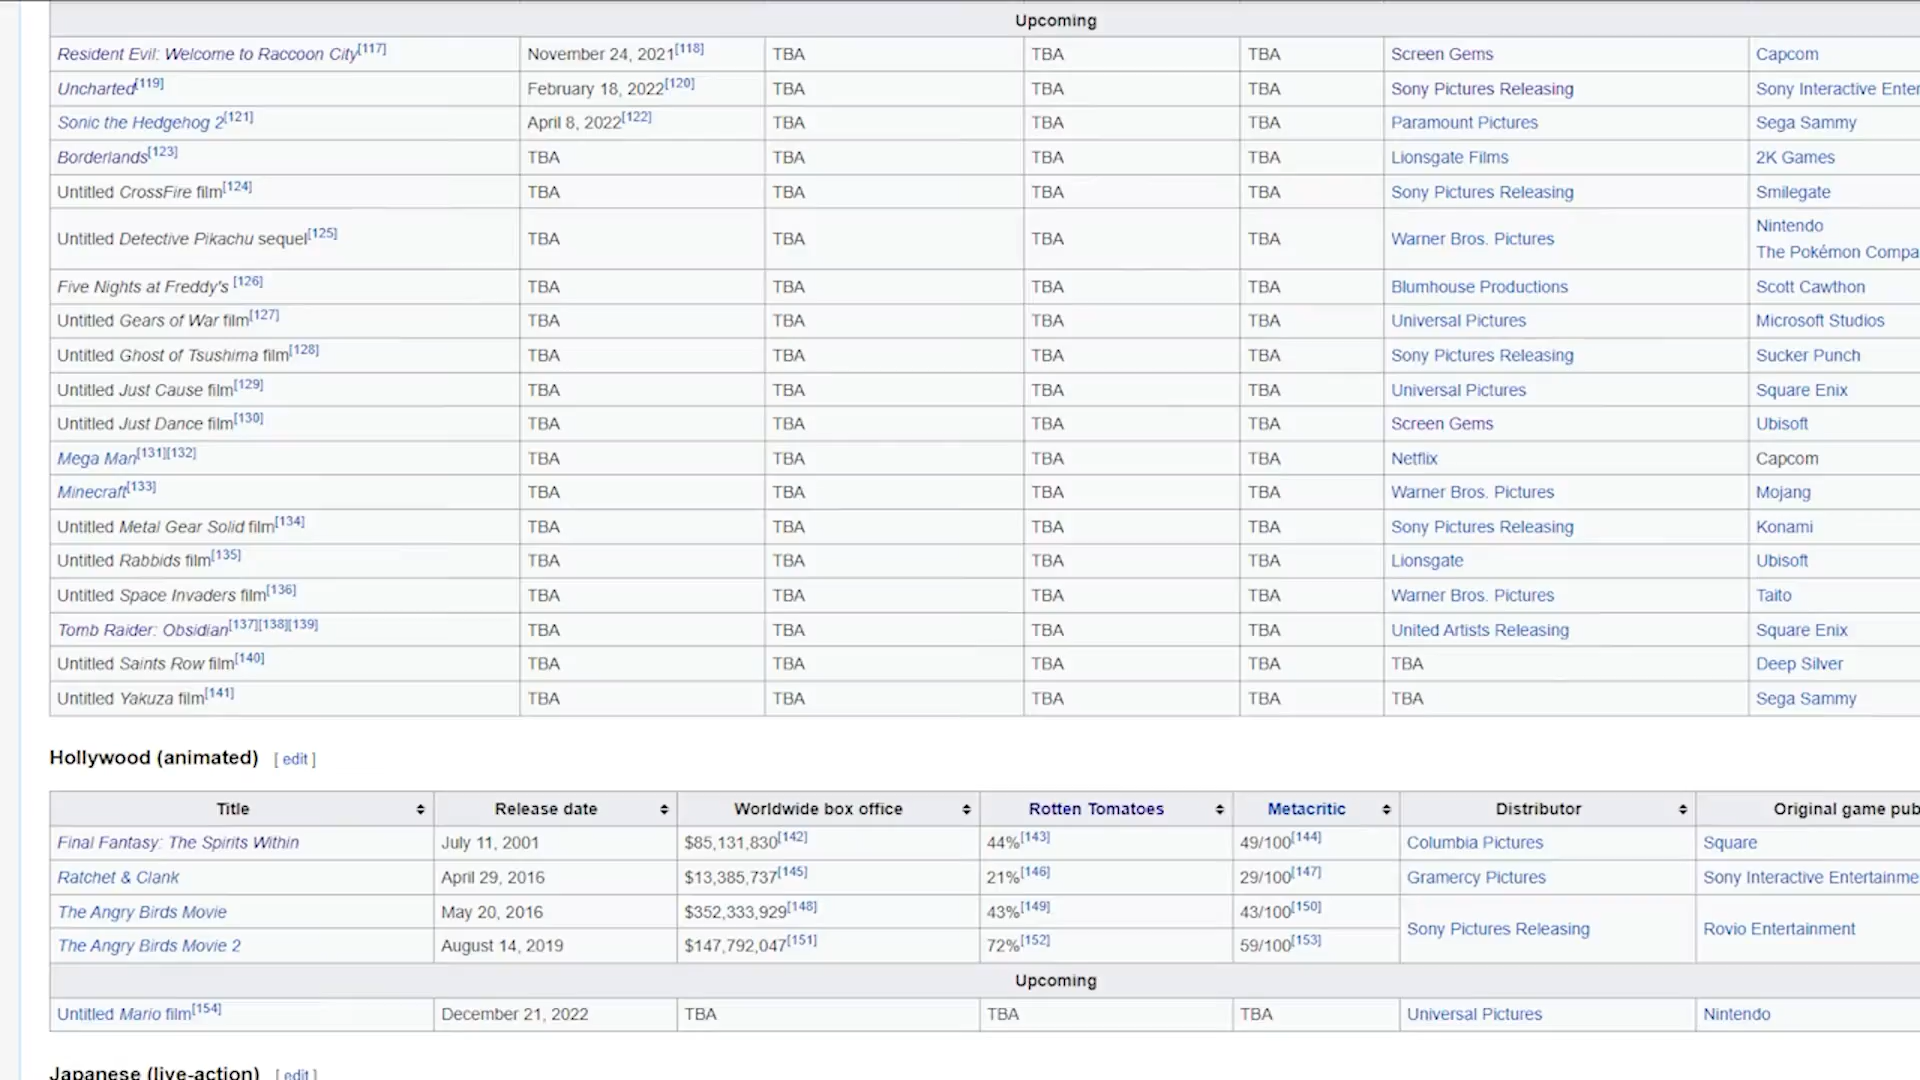 Upcoming
Resident Evil: Welcome to Raccoon City[117] November 24, 2021[118] TBA TBA TBA Screen Gems Capcom
Uncharted[119] February 18, 2022[120] TBA TBA TBA Sony Pictures Releasing Sony Interactive Enter
Sonic the Hedgehog 2[121] April 8, 2022[122] TBA TBA TBA Paramount Pictures Sega Sammy
Borderlands[123] TBA TBA TBA TBA Lionsgate Films 2K Games
Untitled CrossFire film[124] TBA TBA TBA TBA Sony Pictures Releasing Smilegate
Untitled Detective Pikachu sequel[125] TBA TBA TBA TBA Warner Bros. Pictures Nintendo
The Pokémon Compa
Five Nights at Freddy's [126] TBA TBA TBA TBA Blumhouse Productions Scott Cawthon
Untitled Gears of War film[127] TBA TBA TBA TBA Universal Pictures Microsoft Studios
Untitled Ghost of Tsushima film[128] TBA TBA TBA TBA Sony Pictures Releasing Sucker Punch
Untitled Just Cause film[129] TBA TBA TBA TBA Universal Pictures Square Enix
Untitled Just Dance film[130] TBA TBA TBA TBA Screen Gems Ubisoft
Mega Man[131][132] TBA TBA TBA TBA Netflix Capcom
Minecraft[133] TBA TBA TBA TBA Warner Bros. Pictures Mojang
Untitled Metal Gear Solid film[134] TBA TBA TBA TBA Sony Pictures Releasing Konami
Untitled Rabbids film[135] TBA TBA TBA TBA Lionsgate Ubisoft
Untitled Space Invaders film[136] TBA TBA TBA TBA Warner Bros. Pictures Taito
Tomb Raider: Obsidian[137][138][139] TBA TBA TBA TBA United Artists Releasing Square Enix
Untitled Saints Row film[140] TBA TBA TBA TBA TBA Deep Silver
Untitled Yakuza film[141] TBA TBA TBA TBA TBA Sega Sammy
Hollywood (animated) [ edit ]
Title Release date Worldwide box office Rotten Tomatoes Metacritic Distributor Original game pub
Final Fantasy: The Spirits Within July 11, 2001 $85,131,830[142] 44%[143] 49/100[144] Columbia Pictures Square
Ratchet & Clank April 29, 2016 $13,385,737[145] 21%[146] 29/100[147] Gramercy Pictures Sony Interactive Entertainme
The Angry Birds Movie May 20, 2016 $352,333,929[148] 43%[149] 43/100[150] Sony Pictures Releasing Rovio Entertainment
The Angry Birds Movie 2 August 14, 2019 $147,792,047[151] 72%[152] 59/100[153]
Upcoming
Untitled Mario film[154] December 21, 2022 TBA TBA TBA Universal Pictures Nintendo
Japanese (live-action) [ edit ]